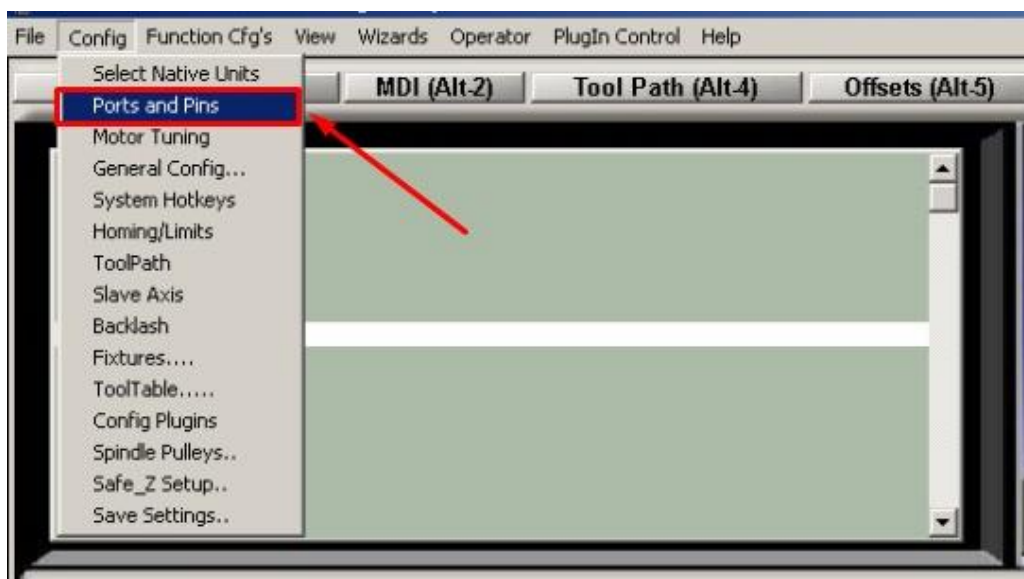 File Config Function Cfg's View Wizards Operator PlugIn Control Help
MDI (Alt-2) Tool Path (Alt-4) Offsets (Alt-5)
Select Native Units
Ports and Pins
Motor Tuning
General Config...
System Hotkeys
Homing/Limits
ToolPath
Slave Axis
Backlash
Fixtures....
ToolTable.....
Config Plugins
Spindle Pulleys..
Safe_Z Setup..
Save Settings..